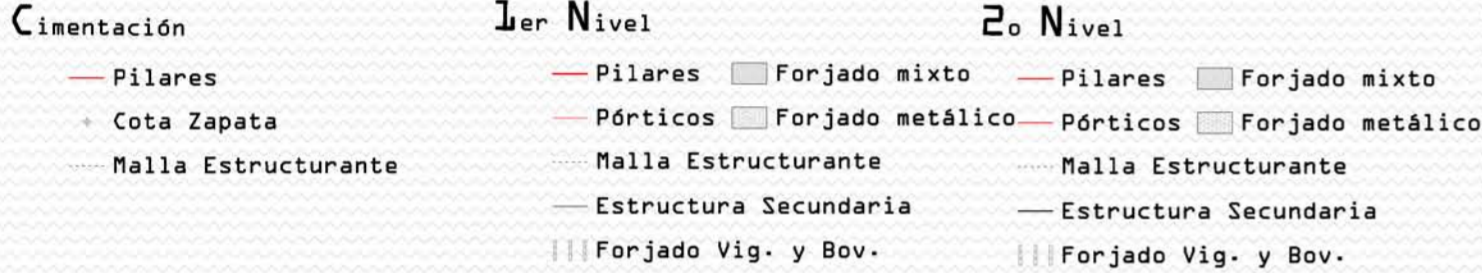 Cimentación
Pilares
Cota Zapata
Malla Estructurante
1er Nivel
Pilares Forjado mixto
Pórticos Forjado metálico
Malla Estructurante
Estructura Secundaria
Forjado Vig. y Bov.
2o Nivel
Pilares Forjado mixto
Pórticos Forjado metálico
Malla Estructurante
Estructura Secundaria
Forjado Vig. y Bov.